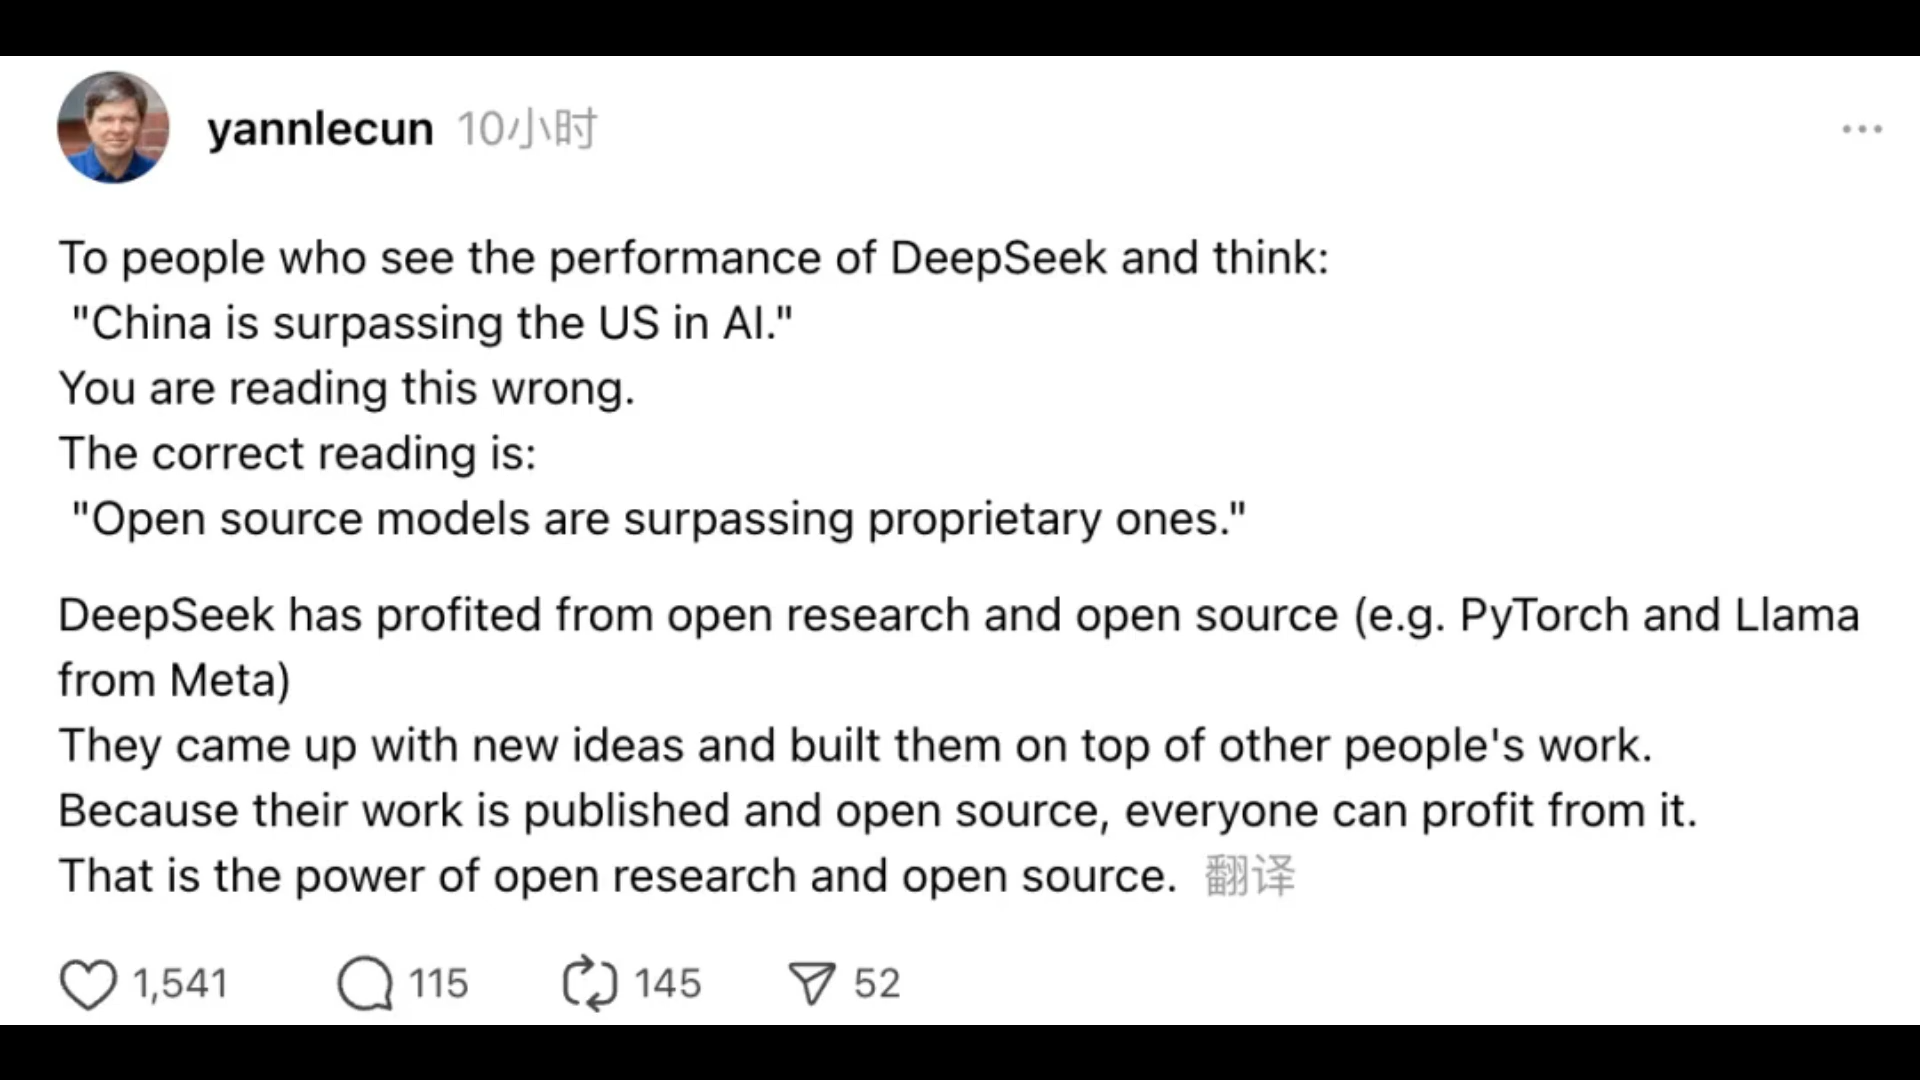 yannlecun 10小时
To people who see the performance of DeepSeek and think:
"China is surpassing the US in AI."
You are reading this wrong.
The correct reading is:
"Open source models are surpassing proprietary ones."
DeepSeek has profited from open research and open source (e.g. PyTorch and Llama
from Meta)
They came up with new ideas and built them on top of other people's work.
Because their work is published and open source, everyone can profit from it.
That is the power of open research and open source. 翻译
1,541 115 145 52